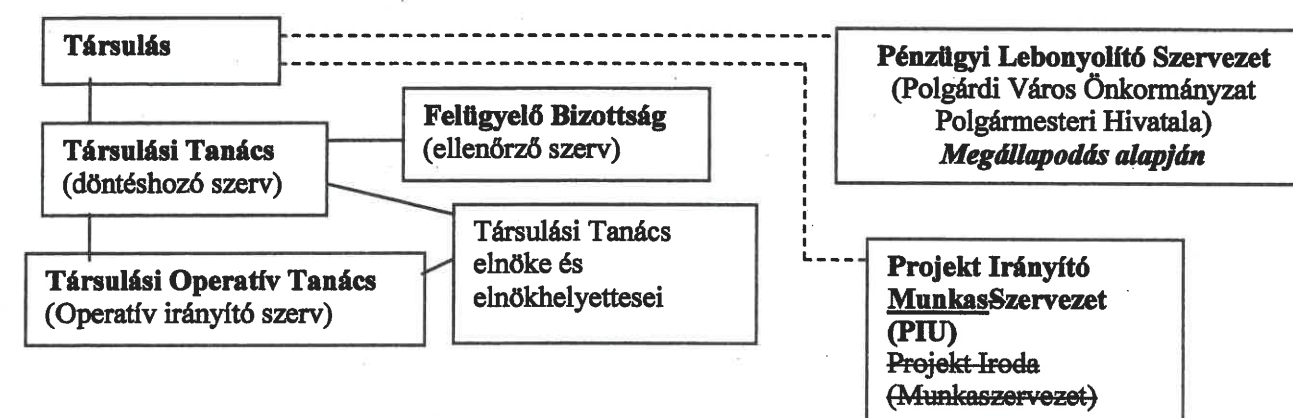 Társulás
Pénzügyi Lebonyolító Szervezet
(Polgárdi Város Önkormányzat
Polgármesteri Hivatala)
Megállapodás alapján
Felügyelő Bizottság
(ellenőrző szerv)
Társulási Tanács
(döntéshozó szerv)
Társulási Tanács
elnöke és
elnökhelyettesei
Társulási Operatív Tanács
(Operatív irányító szerv)
Projekt Irányító
MunkasSzervezet
(PIU)
Projekt Iroda
(Munkaszervezet)